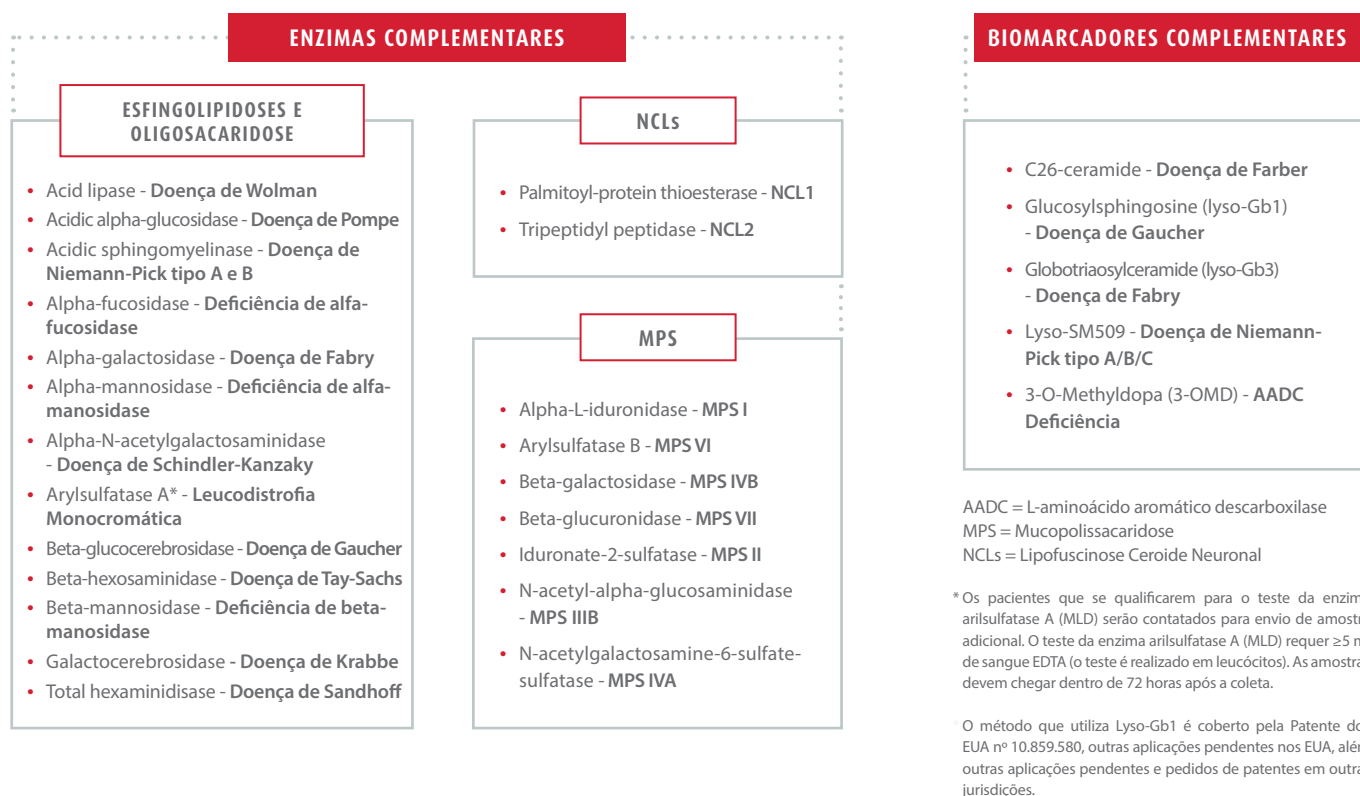 ENZIMAS COMPLEMENTARES
ESFINGOLIPIDOSES E
OLIGOSACARIDOSE
• Acid lipase - Doença de Wolman
• Acidic alpha-glucosidase - Doença de Pompe
• Acidic sphingomyelinase - Doença de
Niemann-Pick tipo A e B
• Alpha-fucosidase - Deficiência de alfa-
fucosidase
• Alpha-galactosidase - Doença de Fabry
• Alpha-mannosidase - Deficiência de alfa-
manosidase
• Alpha-N-acetylgalactosaminidase
- Doença de Schindler-Kanzaky
• Arylsulfatase A* - Leucodistrofia
Monocromática
• Beta-glucocerebrosidase - Doença de Gaucher
• Beta-hexosaminidase - Doença de Tay-Sachs
• Beta-mannosidase - Deficiência de beta-
manosidase
• Galactocerebrosidase - Doença de Krabbe
• Total hexaminidisase - Doença de Sandhoff
NCLs
• Palmitoyl-protein thioesterase - NCL1
• Tripeptidyl peptidase - NCL2
MPS
• Alpha-L-iduronidase - MPS I
• Arylsulfatase B - MPS VI
• Beta-galactosidase - MPS IVB
• Beta-glucuronidase - MPS VII
• Iduronate-2-sulfatase - MPS II
• N-acetyl-alpha-glucosaminidase
- MPS IIIB
• N-acetylgalactosamine-6-sulfate-
sulfatase - MPS IVA
BIOMARCADORES COMPLEMENTARES
• C26-ceramide - Doença de Farber
• Glucosylsphingosine (lyso-Gb1)
- Doença de Gaucher
• Globotriaosylceramide (lyso-Gb3)
- Doença de Fabry
• Lyso-SM509 - Doença de Niemann-
Pick tipo A/B/C
• 3-O-Methyldopa (3-OMD) - AADC
Deficiência
AADC = L-aminoácido aromático descarboxilase
MPS = Mucopolissacaridose
NCLs = Lipofuscinose Ceroide Neuronal
* Os pacientes que se qualificarem para o teste da enzim
arilsulfatase A (MLD) serão contatados para envio de amostr
adicional. O teste da enzima arilsulfatase A (MLD) requer ≥5 m
de sangue EDTA (o teste é realizado em leucócitos). As amostra
devem chegar dentro de 72 horas após a coleta.
O método que utiliza Lyso-Gb1 é coberto pela Patente do
EUA nº 10.859.580, outras aplicações pendentes nos EUA, alé
outras aplicações pendentes e pedidos de patentes em outra
jurisdições.